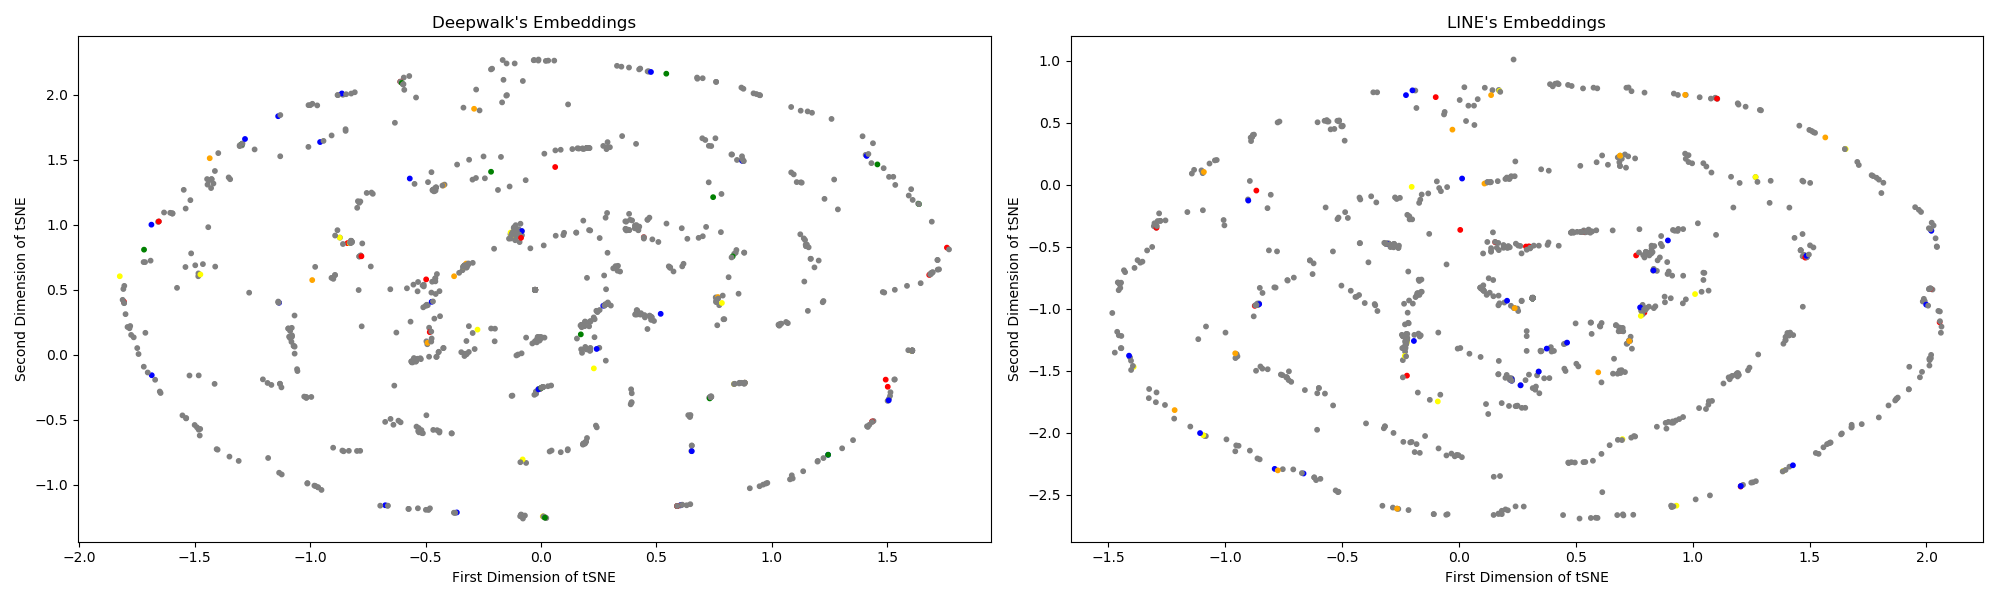 Deepwalk's Embeddings
Second Dimension of tSNE
2.0
1.5
1.0
0.5
0.0
−0.5
−1.0
−2.0 −1.5 −1.0 −0.5 0.0 0.5 1.0 1.5
First Dimension of tSNE
LINE's Embeddings
Second Dimension of tSNE
1.0
0.5
0.0
−0.5
−1.0
−1.5
−2.0
−2.5
−1.5 −1.0 −0.5 0.0 0.5 1.0 1.5 2.0
First Dimension of tSNE